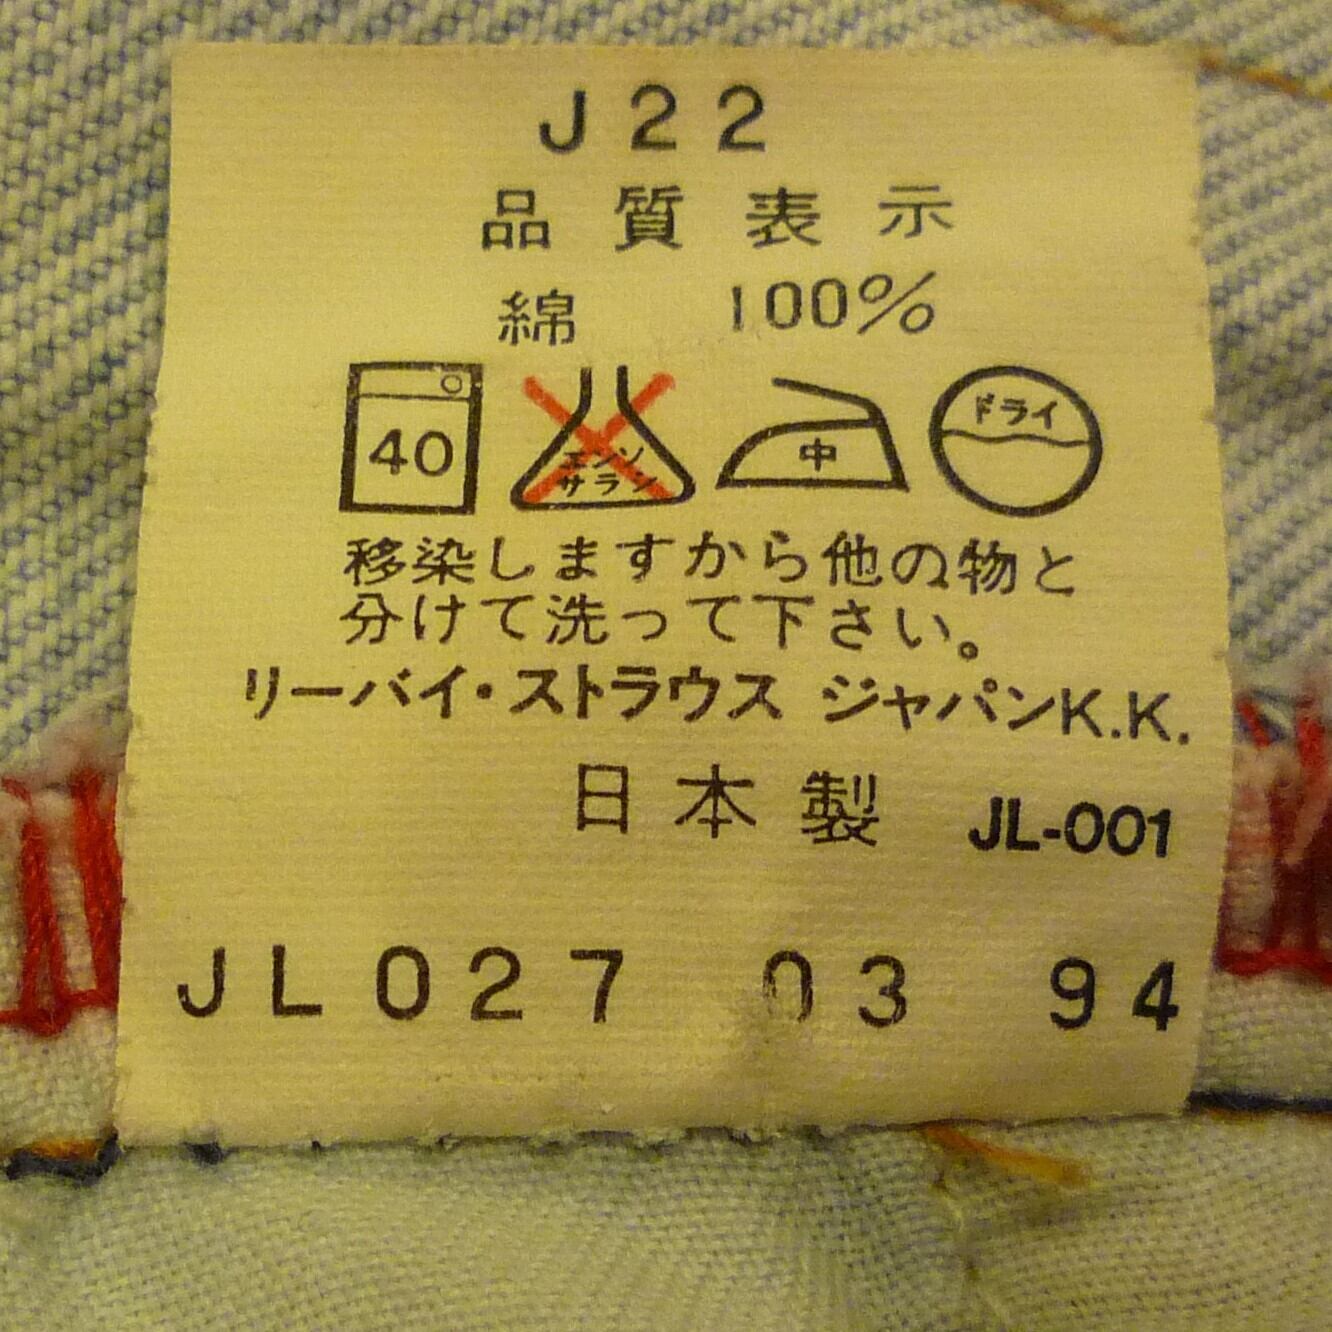 J22
品質表示
綿 100%
40
エンソ
サラシ
中
ドライ
移染しますから他の物と
分けて洗って下さい。
リーバイ・ストラウス ジャパンK.K.
日本製 JL-001
JL027 03 94